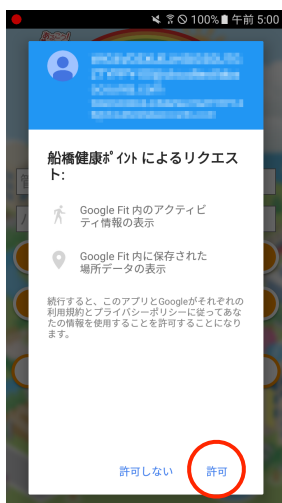 100% 午前 5:00
船橋健康ﾎﾟｲﾝﾄ によるリクエス
ト:
Google Fit 内のアクティビ
ティ情報の表示
Google Fit 内に保存された
場所データの表示
続行すると、このアプリとGoogleがそれぞれの
利用規約とプライバシーポリシーに従ってあな
たの情報を使用することを許可することになり
ます。
許可しない 許可